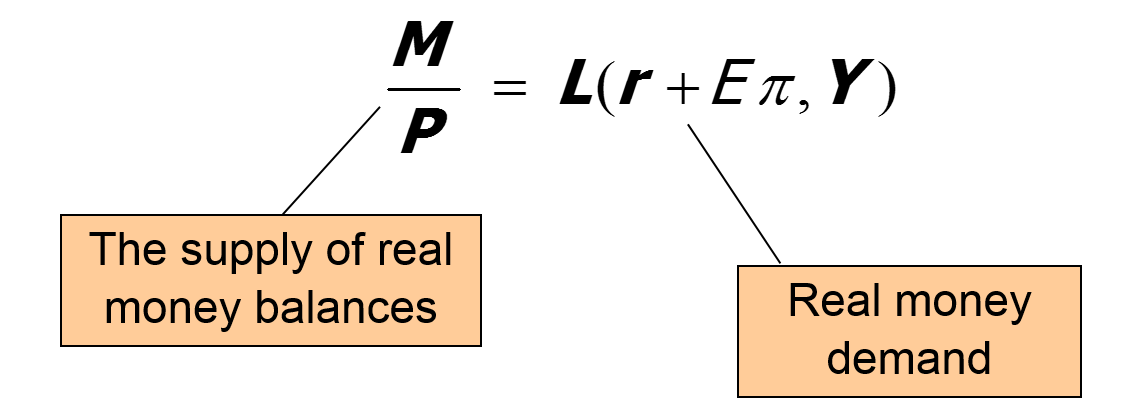 M/P = L(r + Eπ, Y)
The supply of real
money balances
Real money
demand